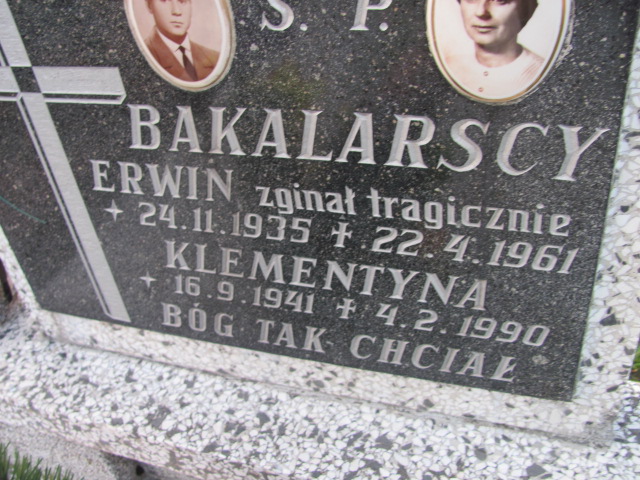 Ś. P.
BAKALARSCY
ERWIN zginał tragicznie
24.11.1935 22.4.1961
KLEMENTYNA
16.9.1941 4.2.1990
BÓG TAK CHCIAŁ